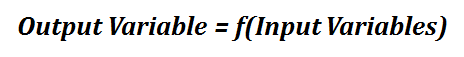 Output Variable = f(Input Variables)